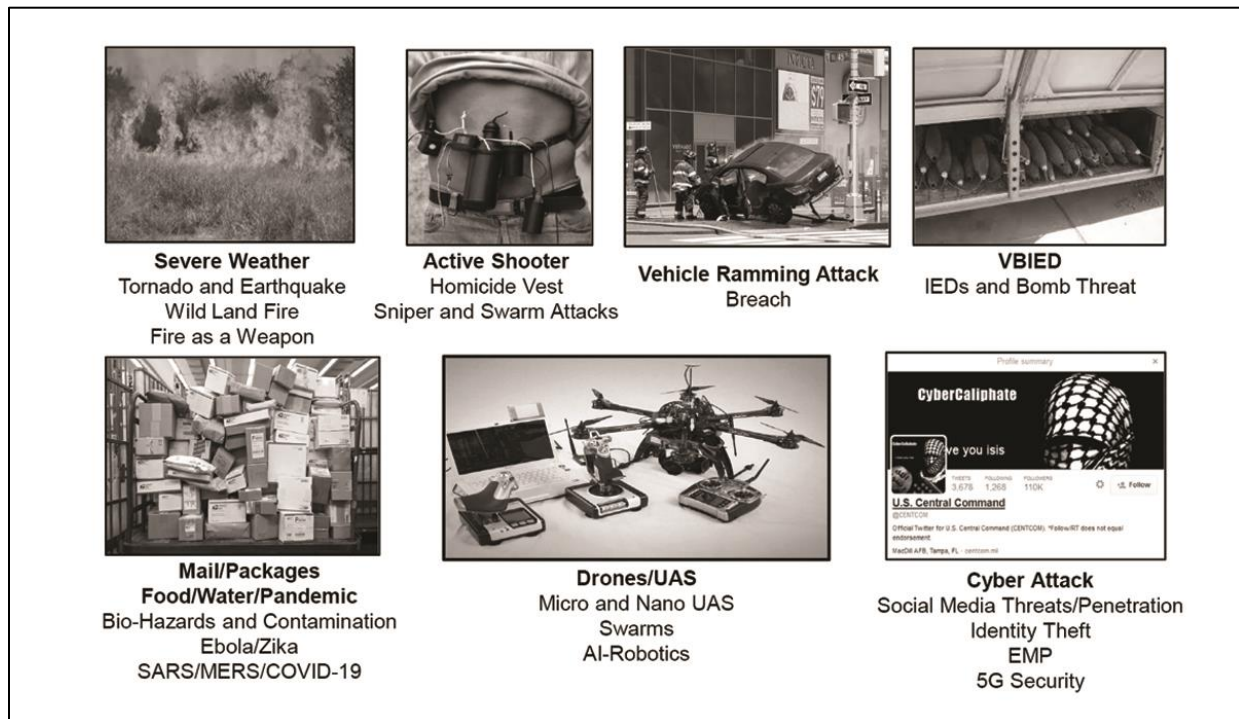 Severe Weather
Tornado and Earthquake
Wild Land Fire
Fire as a Weapon
Active Shooter
Homicide Vest
Sniper and Swarm Attacks
$79
Vehicle Ramming Attack
Breach
VBIED
IEDs and Bomb Threat
Mail/Packages
Food/Water/Pandemic
Bio-Hazards and Contamination
Ebola/Zika
SARS/MERS/COVID-19
Drones/UAS
Micro and Nano UAS
Swarms
AI-Robotics
Profile summary
CyberCaliphate
ve you isis
TWEETS FOLLOWING FOLLOWERS
3,678 1,268 110K
Follow
U.S. Central Command
@CENTCOM
Official Twitter for U.S. Central Command (CENTCOM). *Follow/RT does not equal
endorsement
MacDill AFB, Tampa, FL · centcom.mil
Cyber Attack
Social Media Threats/Penetration
Identity Theft
EMP
5G Security